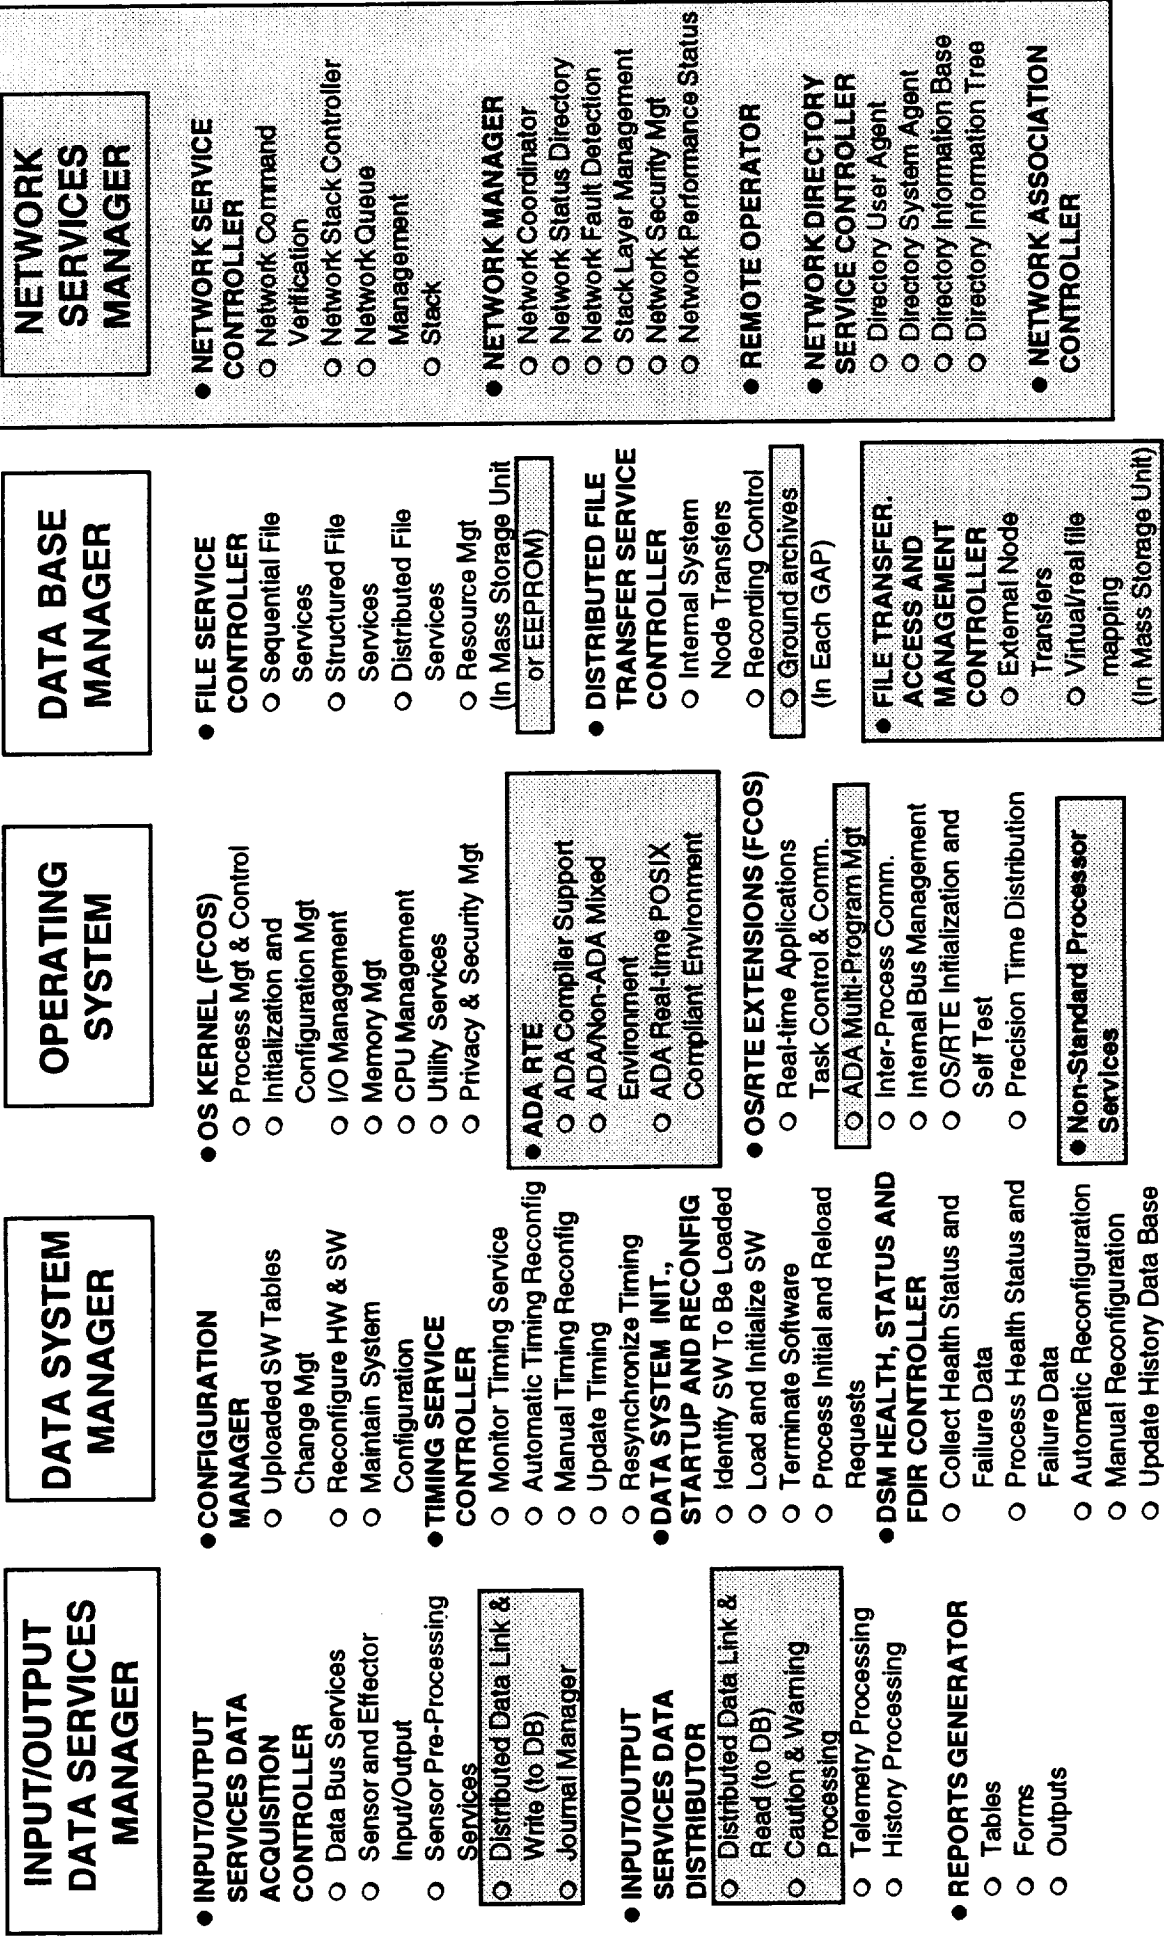 INPUT/OUTPUT
DATA SERVICES
MANAGER
● INPUT/OUTPUT
SERVICES DATA
ACQUISITION
CONTROLLER
○ Data Bus Services
○ Sensor and Effector
Input/Output
○ Sensor Pre-Processing
Services
○ Distributed Data Link &
Write (to DB)
○ Journal Manager
● INPUT/OUTPUT
SERVICES DATA
DISTRIBUTOR
○ Distributed Data Link &
Read (to DB)
○ Caution & Warning
Processing
○ Telemetry Processing
○ History Processing
● REPORTS GENERATOR
○ Tables
○ Forms
○ Outputs
DATA SYSTEM
MANAGER
● CONFIGURATION
MANAGER
○ Uploaded SW Tables
Change Mgt
○ Reconfigure HW & SW
○ Maintain System
Configuration
● TIMING SERVICE
CONTROLLER
○ Monitor Timing Service
○ Automatic Timing Reconfig
○ Manual Timing Reconfig
○ Update Timing
○ Resynchronize Timing
● DATA SYSTEM INIT.,
STARTUP AND RECONFIG
○ Identify SW To Be Loaded
○ Load and Initialize SW
○ Terminate Software
○ Process Initial and Reload
Requests
● DSM HEALTH, STATUS AND
FDIR CONTROLLER
○ Collect Health Status and
Failure Data
○ Process Health Status and
Failure Data
○ Automatic Reconfiguration
○ Manual Reconfiguration
○ Update History Data Base
OPERATING
SYSTEM
● OS KERNEL (FCOS)
○ Process Mgt & Control
○ Initialization and
Configuration Mgt
○ I/O Management
○ Memory Mgt
○ CPU Management
○ Utility Services
○ Privacy & Security Mgt
● ADA RTE
○ ADA Compiler Support
○ ADA/Non-ADA Mixed
Environment
○ ADA Real-time POSIX
Compliant Environment
● OS/RTE EXTENSIONS (FCOS)
○ Real-time Applications
Task Control & Comm.
○ ADA Multi-Program Mgt
○ Inter-Process Comm.
○ Internal Bus Management
○ OS/RTE Initialization and
Self Test
○ Precision Time Distribution
● Non-Standard Processor
Services
DATA BASE
MANAGER
● FILE SERVICE
CONTROLLER
○ Sequential File
Services
○ Structured File
Services
○ Distributed File
Services
○ Resource Mgt
(In Mass Storage Unit
or EEPROM)
● DISTRIBUTED FILE
TRANSFER SERVICE
CONTROLLER
○ Internal System
Node Transfers
○ Recording Control
○ Ground archives
(In Each GAP)
● FILE TRANSFER.
ACCESS AND
MANAGEMENT
CONTROLLER
○ External Node
Transfers
○ Virtual/real file
mapping
(In Mass Storage Unit)
NETWORK
SERVICES
MANAGER
● NETWORK SERVICE
CONTROLLER
○ Network Command
Verification
○ Network Stack Controller
○ Network Queue
Management
○ Stack
● NETWORK MANAGER
○ Network Coordinator
○ Network Status Directory
○ Network Fault Detection
○ Stack Layer Management
○ Network Security Mgt
○ Network Performance Status
● REMOTE OPERATOR
● NETWORK DIRECTORY
SERVICE CONTROLLER
○ Directory User Agent
○ Directory System Agent
○ Directory Information Base
○ Directory Information Tree
● NETWORK ASSOCIATION
CONTROLLER